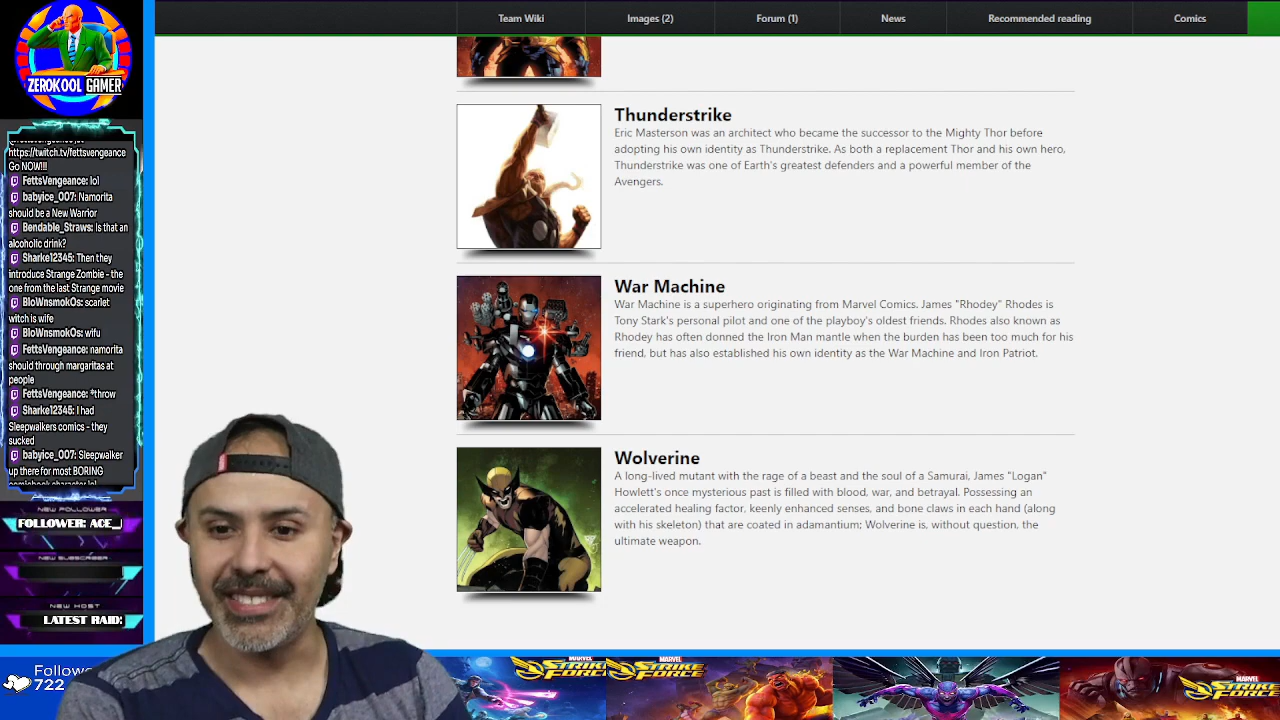 Team Wiki
Images (2)
Forum (1)
News
Recommended reading
Comics
ZEROKOOL GAMER
https://twitch.tv/fettsvengeance
Go NOW!!!
FettsVengeance: lol
babyice_007: Namorita
should be a New Warrior
Bendable_Straws: Is that an
alcoholic drink?
Sharke12345: Then they
introduce Strange Zombie - the
one from the last Strange movie
BloWnsmokOs: scarlet
witch is wife
BloWnsmokOs: wifu
FettsVengeance: namorita
should through margaritas at
people
FettsVengeance: *throw
Sharke12345: I had
Sleepwalkers comics - they
sucked
babyice_007: Sleepwalker
up there for most BORING
NEW FOLLOWER
FOLLOWER: ACE_
NEW SUBSCRIBER
NEW HOST
LATEST RAID:
Follow
722
Thunderstrike
Eric Masterson was an architect who became the successor to the Mighty Thor before
adopting his own identity as Thunderstrike. As both a replacement Thor and his own hero,
Thunderstrike was one of Earth's greatest defenders and a powerful member of the
Avengers.
War Machine
War Machine is a superhero originating from Marvel Comics. James "Rhodey" Rhodes is
Tony Stark's personal pilot and one of the playboy's oldest friends. Rhodes also known as
Rhodey has often donned the Iron Man mantle when the burden has been too much for his
friend, but has also established his own identity as the War Machine and Iron Patriot.
Wolverine
A long-lived mutant with the rage of a beast and the soul of a Samurai, James "Logan"
Howlett's once mysterious past is filled with blood, war, and betrayal. Possessing an
accelerated healing factor, keenly enhanced senses, and bone claws in each hand (along
with his skeleton) that are coated in adamantium; Wolverine is, without question, the
ultimate weapon.
MARVEL
STRIKE
FORCE
MARVEL
STRIKE
FORCE
MARVEL
STRIKE
FORCE